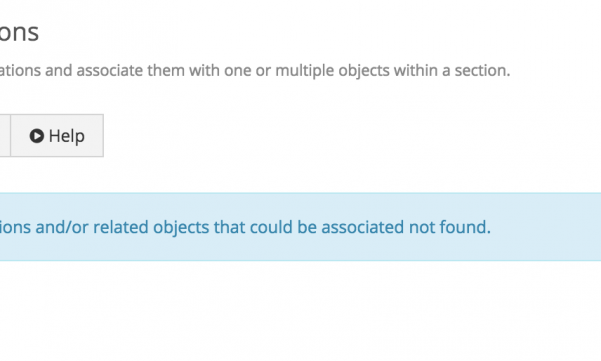 ons
ations and associate them with one or multiple objects within a section.
Help
ions and/or related objects that could be associated not found.